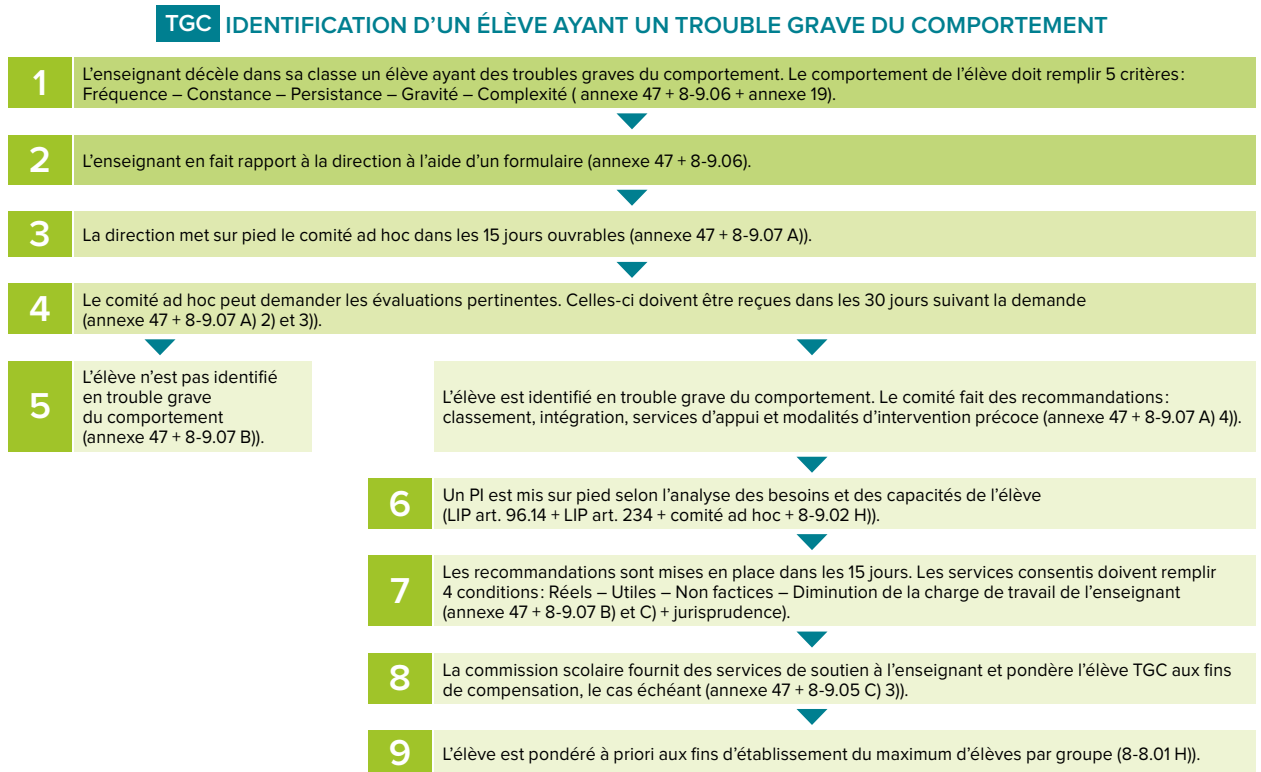 TGC IDENTIFICATION D'UN ÉLÈVE AYANT UN TROUBLE GRAVE DU COMPORTEMENT
1
L'enseignant décèle dans sa classe un élève ayant des troubles graves du comportement. Le comportement de l'élève doit remplir 5 critères :
Fréquence – Constance – Persistance – Gravité – Complexité ( annexe 47 + 8-9.06 + annexe 19).
2
L'enseignant en fait rapport à la direction à l'aide d'un formulaire (annexe 47 + 8-9.06).
3
La direction met sur pied le comité ad hoc dans les 15 jours ouvrables (annexe 47 + 8-9.07 A)).
4
Le comité ad hoc peut demander les évaluations pertinentes. Celles-ci doivent être reçues dans les 30 jours suivant la demande
(annexe 47 + 8-9.07 A) 2) et 3)).
5
L'élève n'est pas identifié
en trouble grave
du comportement
(annexe 47 + 8-9.07 B)).
L'élève est identifié en trouble grave du comportement. Le comité fait des recommandations :
classement, intégration, services d'appui et modalités d'intervention précoce (annexe 47 + 8-9.07 A) 4)).
6
Un PI est mis sur pied selon l'analyse des besoins et des capacités de l'élève
(LIP art. 96.14 + LIP art. 234 + comité ad hoc + 8-9.02 H)).
7
Les recommandations sont mises en place dans les 15 jours. Les services consentis doivent remplir
4 conditions : Réels – Utiles – Non factices – Diminution de la charge de travail de l'enseignant
(annexe 47 + 8-9.07 B) et C) + jurisprudence).
8
La commission scolaire fournit des services de soutien à l'enseignant et pondère l'élève TGC aux fins
de compensation, le cas échéant (annexe 47 + 8-9.05 C) 3)).
9
L'élève est pondéré à priori aux fins d'établissement du maximum d'élèves par groupe (8-8.01 H)).